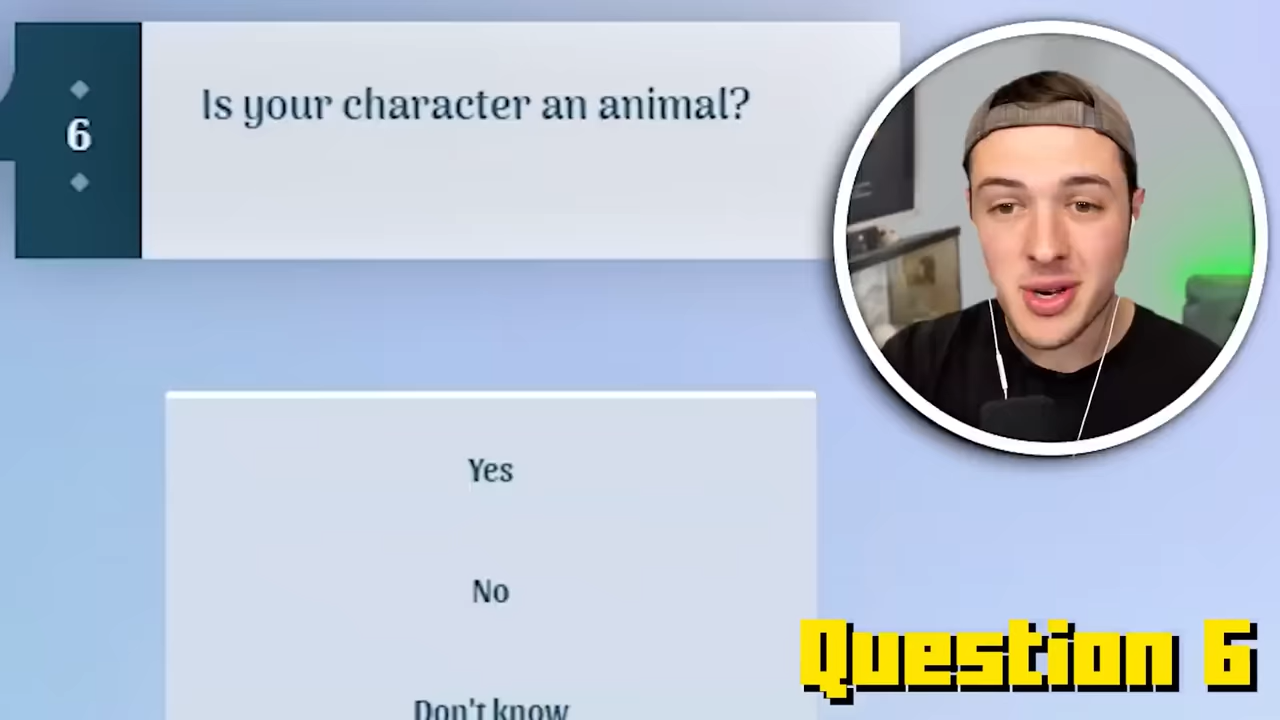 6
Is your character an animal?
Yes
No
Don't know
Question 6